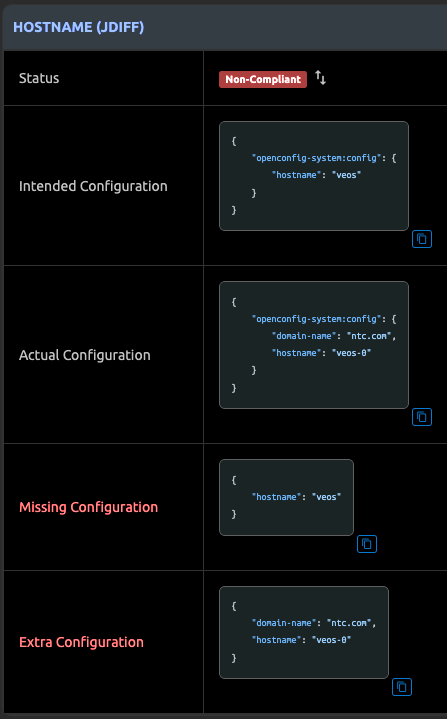 HOSTNAME (JDIFF)
Status
Non-Compliant
Intended Configuration
{
"openconfig-system:config": {
"hostname": "veos"
}
}
Actual Configuration
{
"openconfig-system:config": {
"domain-name": "ntc.com",
"hostname": "veos-0"
}
}
Missing Configuration
{
"hostname": "veos"
}
Extra Configuration
{
"domain-name": "ntc.com",
"hostname": "veos-0"
}